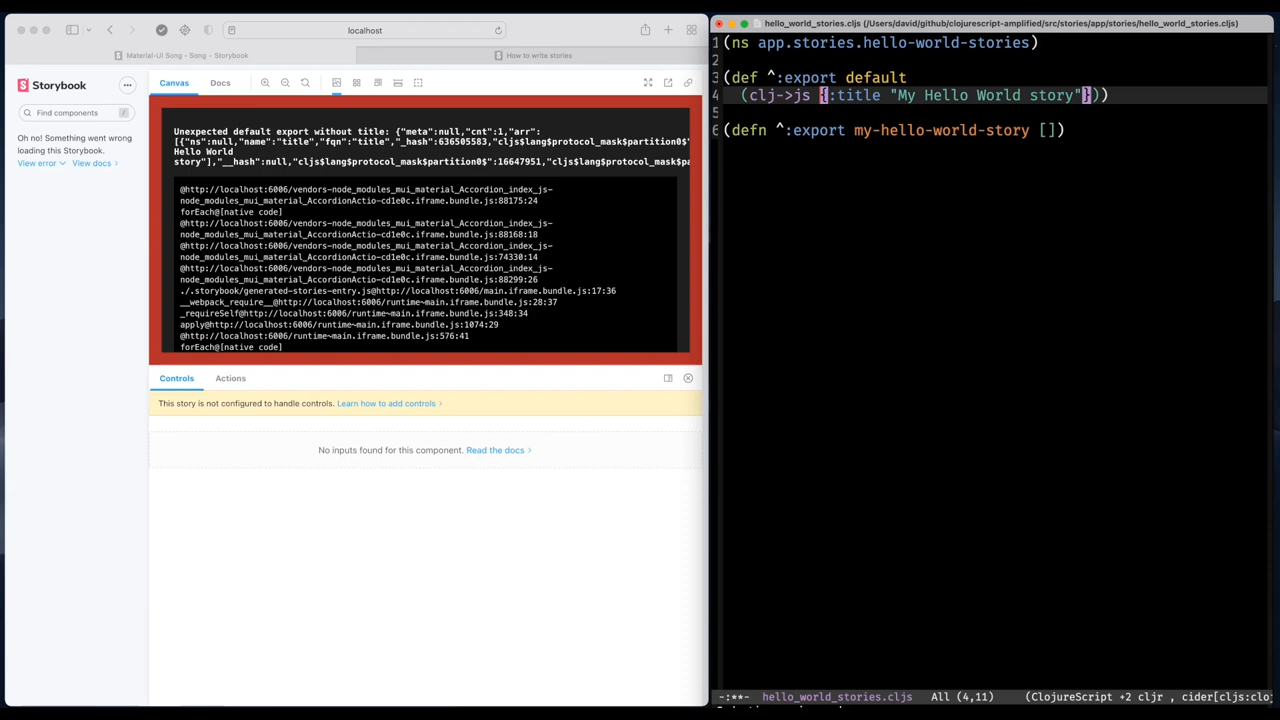 localhost
Material-UI Song - Song - Storybook
How to write stories
Storybook
Find components
/
Oh no! Something went wrong
loading this Storybook.
View error
View docs
Canvas
Docs
Unexpected default export without title: {"meta":null,"cnt":1,"arr":
[{"ns":null,"name":"title","fqn":"title","_hash":636505583,"cljs$lang$protocol_mask$partition0$"
Hello World
story"],"__hash":null,"cljs$lang$protocol_mask$partition0$":16647951,"cljs$lang$protocol_mask$pa
@http://localhost:6006/vendors-node_modules_mui_material_Accordion_index_js-
node_modules_mui_material_AccordionActio-cd1e0c.iframe.bundle.js:88175:24
forEach@[native code]
@http://localhost:6006/vendors-node_modules_mui_material_Accordion_index_js-
node_modules_mui_material_AccordionActio-cd1e0c.iframe.bundle.js:88168:18
@http://localhost:6006/vendors-node_modules_mui_material_Accordion_index_js-
node_modules_mui_material_AccordionActio-cd1e0c.iframe.bundle.js:74330:14
@http://localhost:6006/vendors-node_modules_mui_material_Accordion_index_js-
node_modules_mui_material_AccordionActio-cd1e0c.iframe.bundle.js:88299:26
./.storybook/generated-stories-entry.js@http://localhost:6006/main.iframe.bundle.js:17:36
__webpack_require__@http://localhost:6006/runtime~main.iframe.bundle.js:28:37
_requireSelf@http://localhost:6006/runtime~main.iframe.bundle.js:348:34
apply@http://localhost:6006/runtime~main.iframe.bundle.js:1074:29
@http://localhost:6006/runtime~main.iframe.bundle.js:576:41
forEach@[native code]
Controls
Actions
This story is not configured to handle controls. Learn how to add controls
No inputs found for this component. Read the docs
hello_world_stories.cljs (/Users/david/github/clojurescript-amplified/src/stories/app/stories/hello_world_stories.cljs)
1 (ns app.stories.hello-world-stories)
2
3 (def ^:export default
4   (clj->js {:title "My Hello World story"}))
5
6 (defn ^:export my-hello-world-story [])
-:**-  hello_world_stories.cljs   All (4,11)   (ClojureScript +2 cljr , cider[cljs:clo